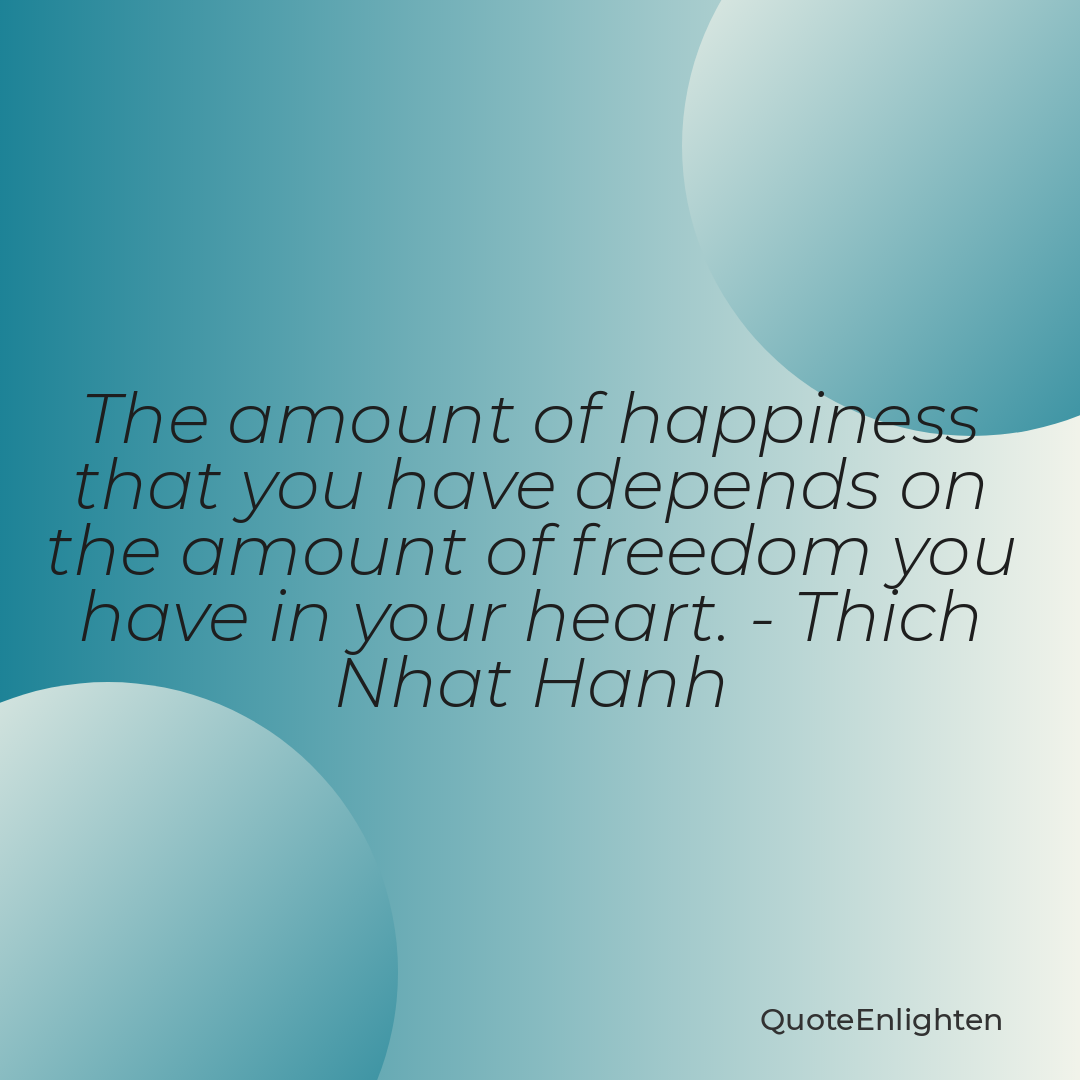 The amount of happiness
that you have depends on
the amount of freedom you
have in your heart. - Thich
Nhat Hanh
QuoteEnlighten